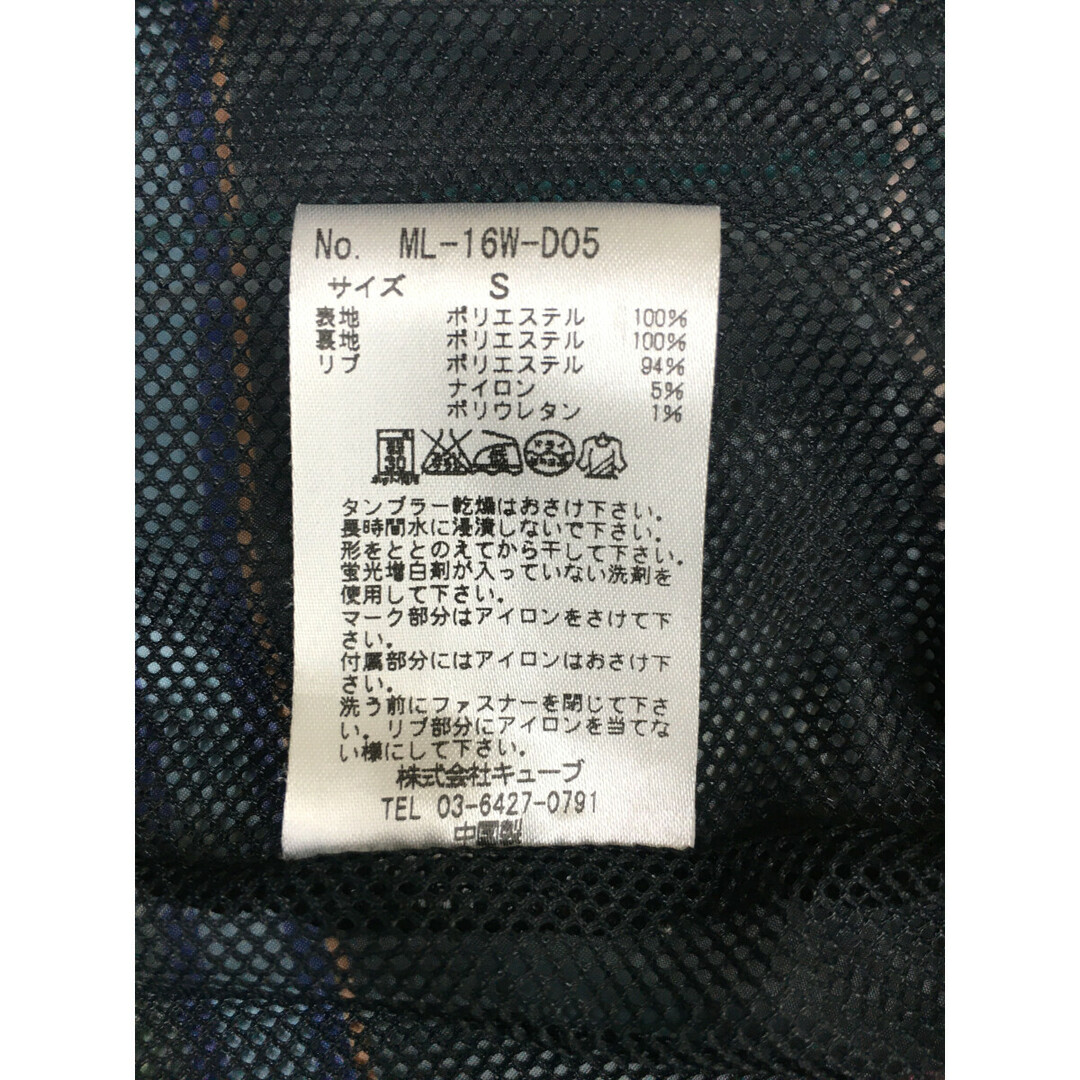 No. ML-16W-D05
サイズ S
表地 ポリエステル 100%
裏地 ポリエステル 100%
リブ ポリエステル 94%
ナイロン 5%
ポリウレタン 1%
30 ドライ
タンブラー乾燥はおさけ下さい。
長時間水に浸漬しないで下さい。
形をととのえてから干して下さい。
蛍光増白剤が入っていない洗剤を
使用して下さい。
マーク部分はアイロンをさけて下
さい。
付属部分にはアイロンはおさけ下
さい。
洗う前にファスナーを閉じて下さ
い。リブ部分にアイロンを当てな
い様にして下さい。
株式会社キューブ
TEL 03-6427-0791
中国製